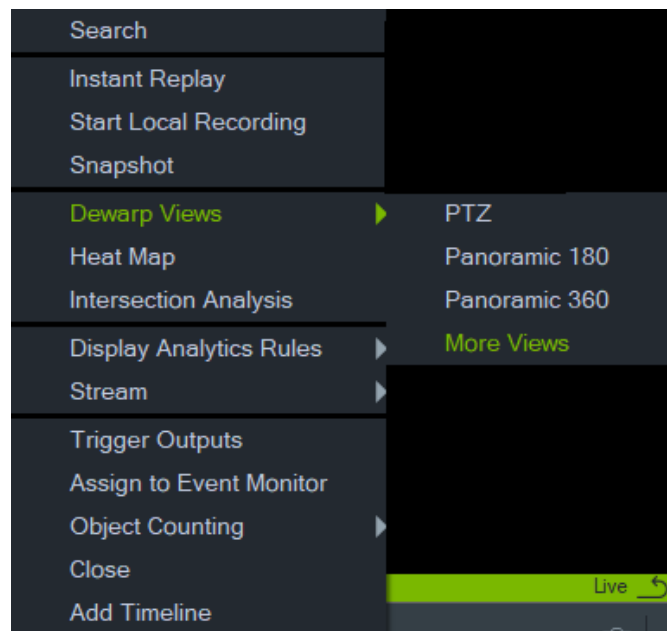 Search
Instant Replay
Start Local Recording
Snapshot
Dewarp Views
Heat Map
Intersection Analysis
Display Analytics Rules
Stream
Trigger Outputs
Assign to Event Monitor
Object Counting
Close
Add Timeline
PTZ
Panoramic 180
Panoramic 360
More Views
Live